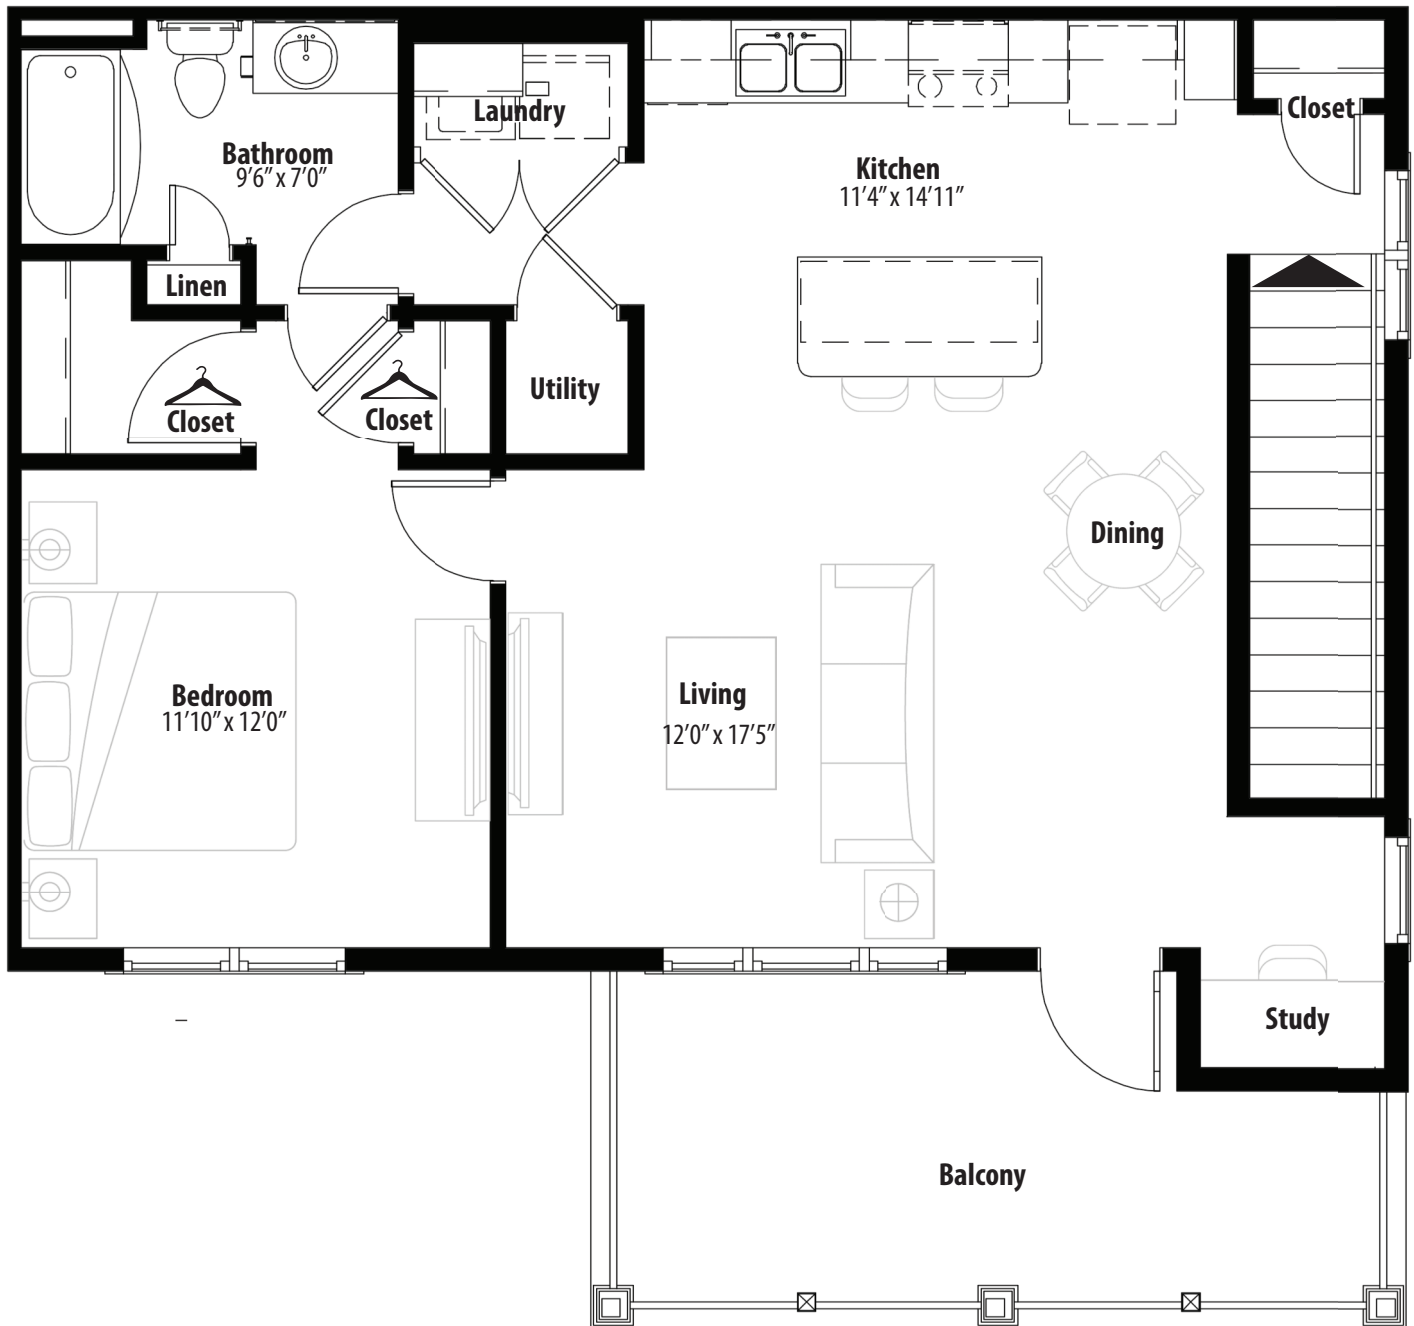 Laundry
Closet
Bathroom
9’6” x 7’0”
Kitchen
11’4” x 14’11”
Linen
Utility
Closet
Closet
Dining
Bedroom
11’10” x 12’0”
Living
12’0” x 17’5”
Study
Balcony